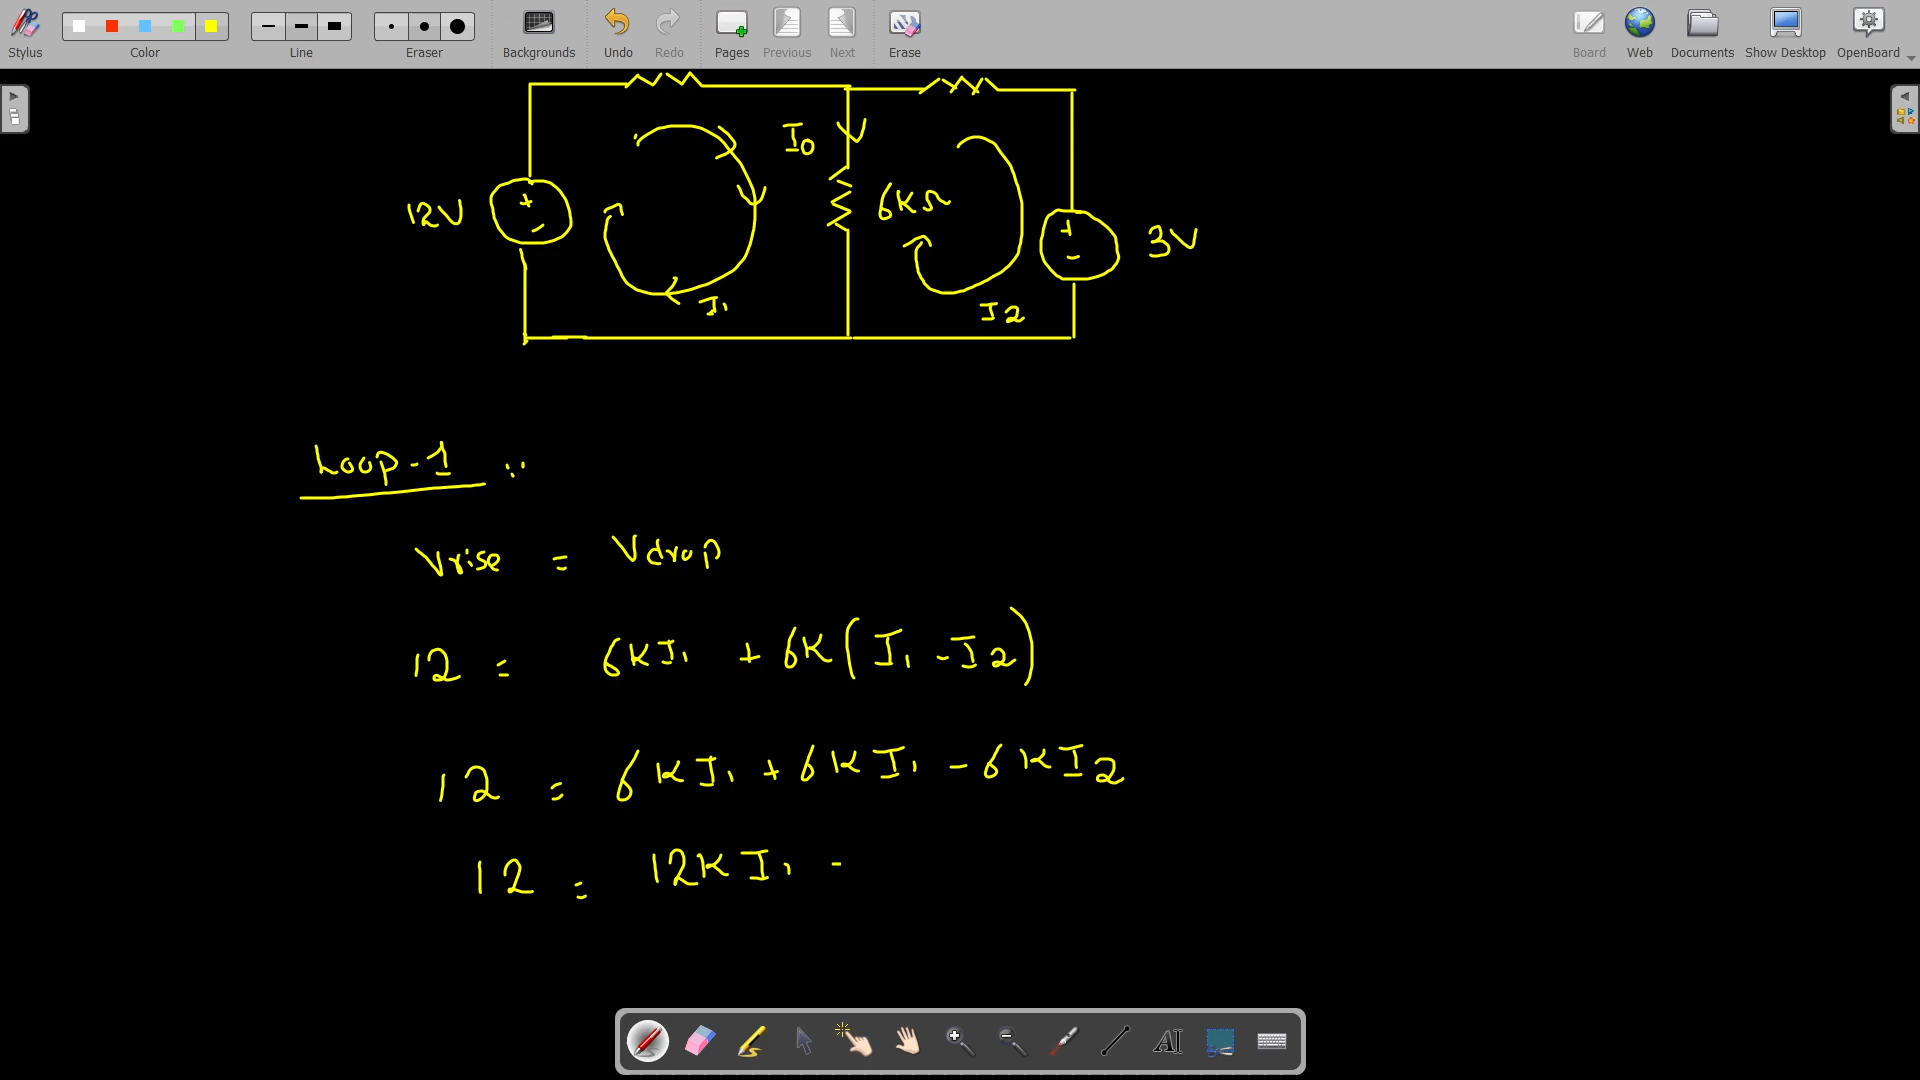 Stylus Color Line Eraser Backgrounds Undo Redo Pages Previous Next Erase Board Web Documents Show Desktop OpenBoard
I0
12V + - 6KΩ + - 3V
I1 I2
Loop-1 :
Vrise = Vdrop
12 = 6KI1 + 6K(I1 - I2)
12 = 6KI1 + 6KI1 - 6KI2
12 = 12KI1 -
AI